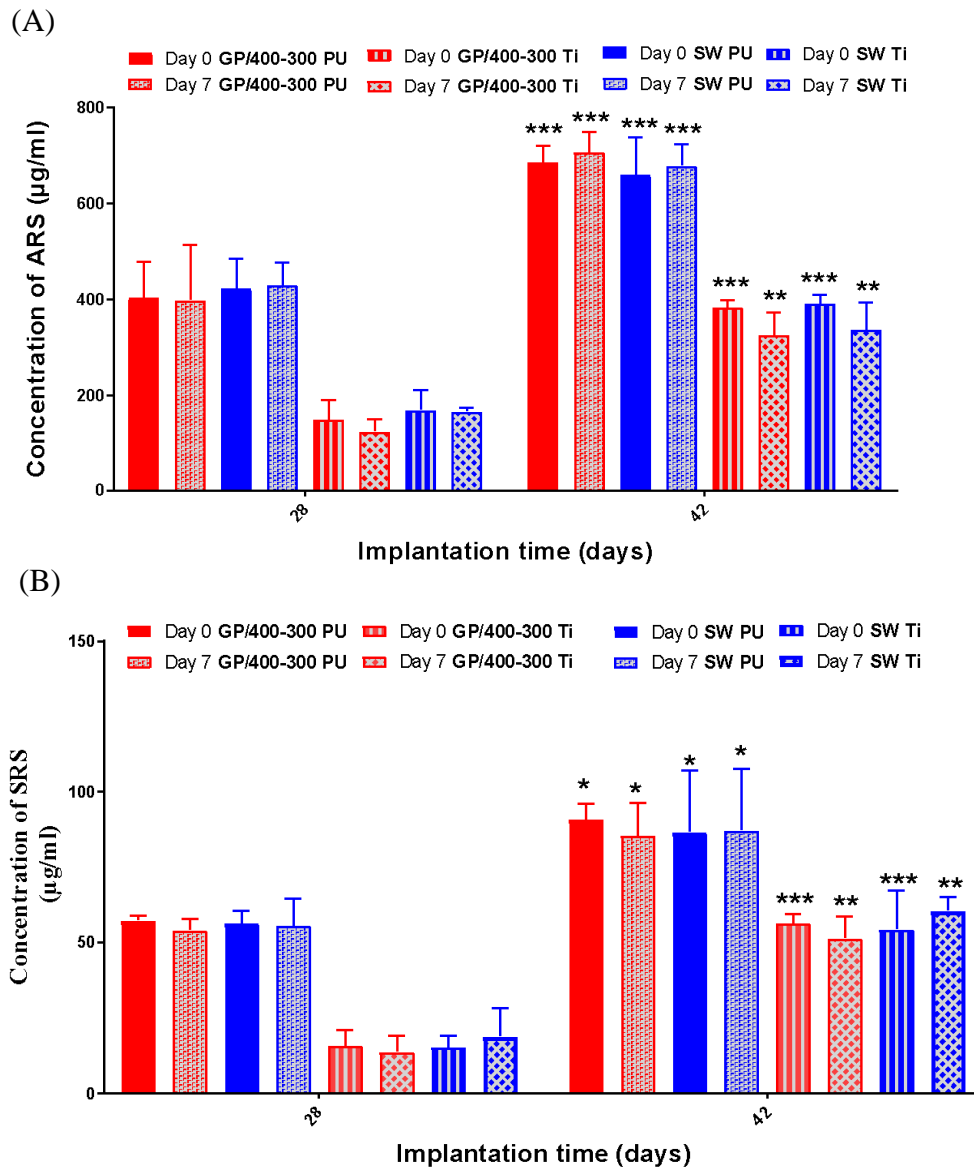 (A)
Day 0 GP/400-300 PU Day 0 GP/400-300 Ti Day 0 SW PU Day 0 SW Ti
Day 7 GP/400-300 PU Day 7 GP/400-300 Ti Day 7 SW PU Day 7 SW Ti
800
600
400
200
0
Concentration of ARS (µg/ml)
*** *** *** ***
*** ** *** **
28 42
Implantation time (days)
(B)
Day 0 GP/400-300 PU Day 0 GP/400-300 Ti Day 0 SW PU Day 0 SW Ti
Day 7 GP/400-300 PU Day 7 GP/400-300 Ti Day 7 SW PU Day 7 SW Ti
150
100
50
0
Concentration of SRS
(µg/ml)
* * * *
*** ** *** **
28 42
Implantation time (days)